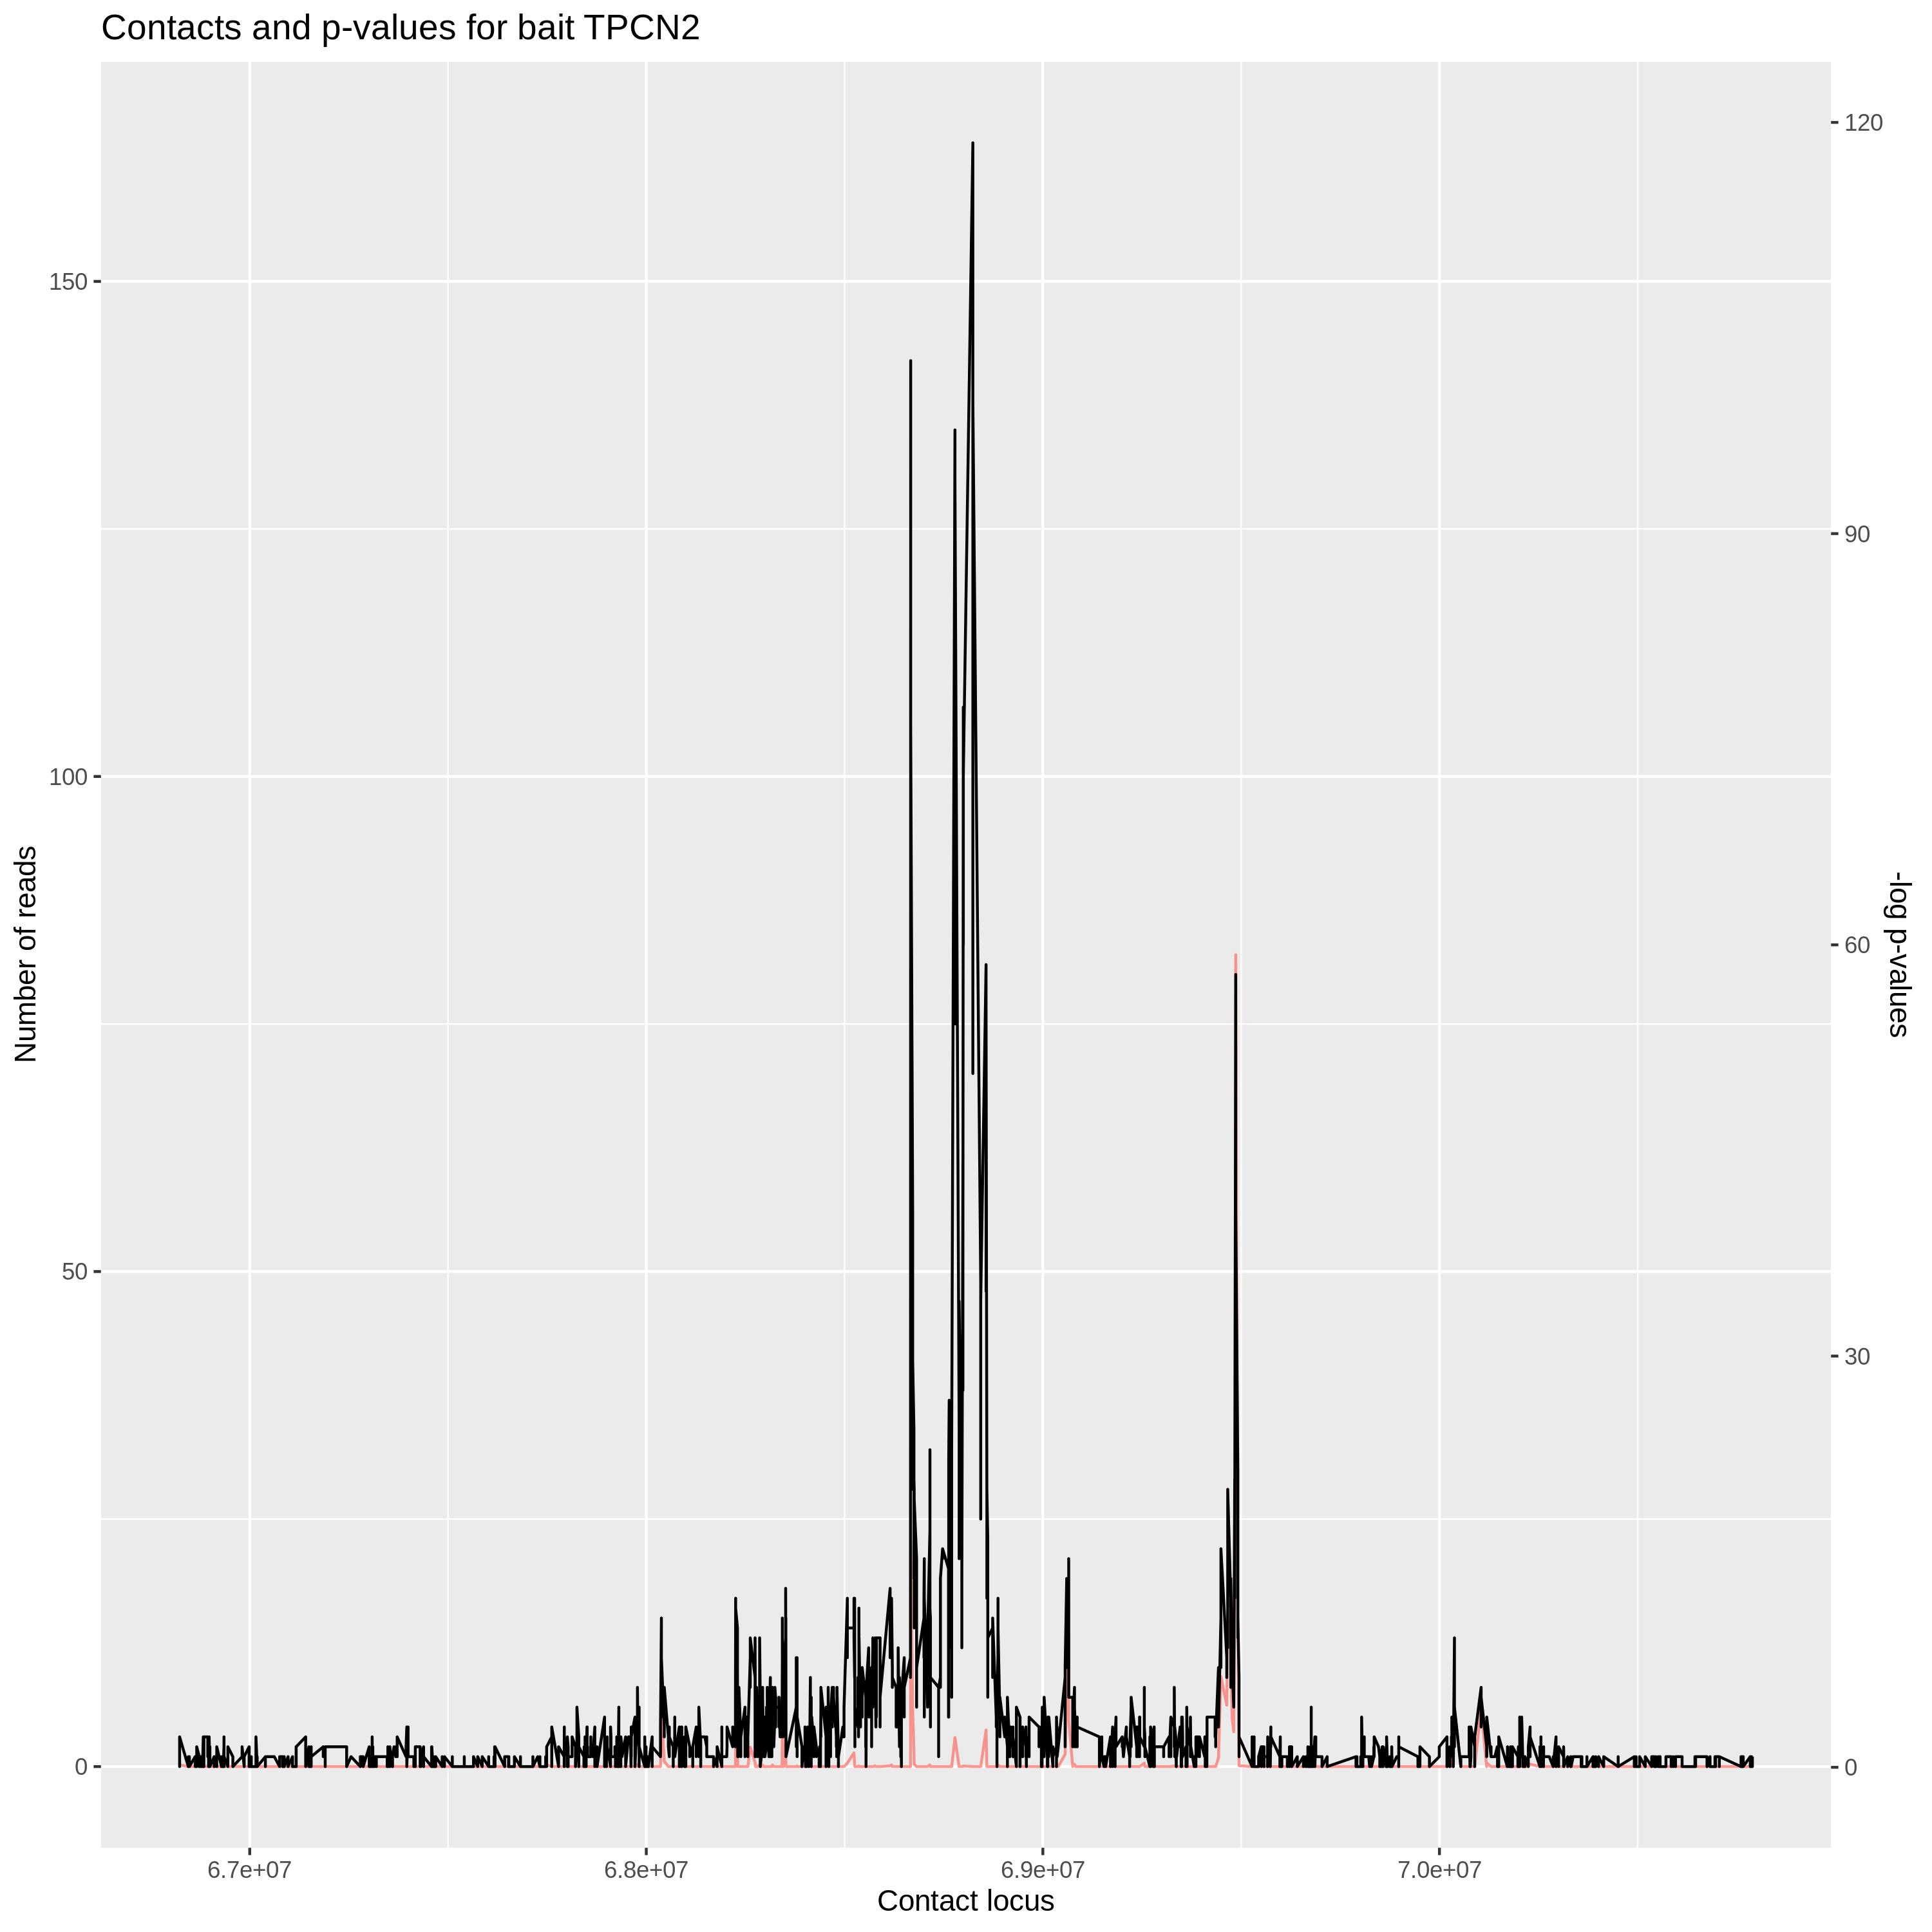 Contacts and p-values for bait TPCN2
150
100
50
0
Number of reads
120
90
60
30
0
-log p-values
6.7e+07 6.8e+07 6.9e+07 7.0e+07
Contact locus